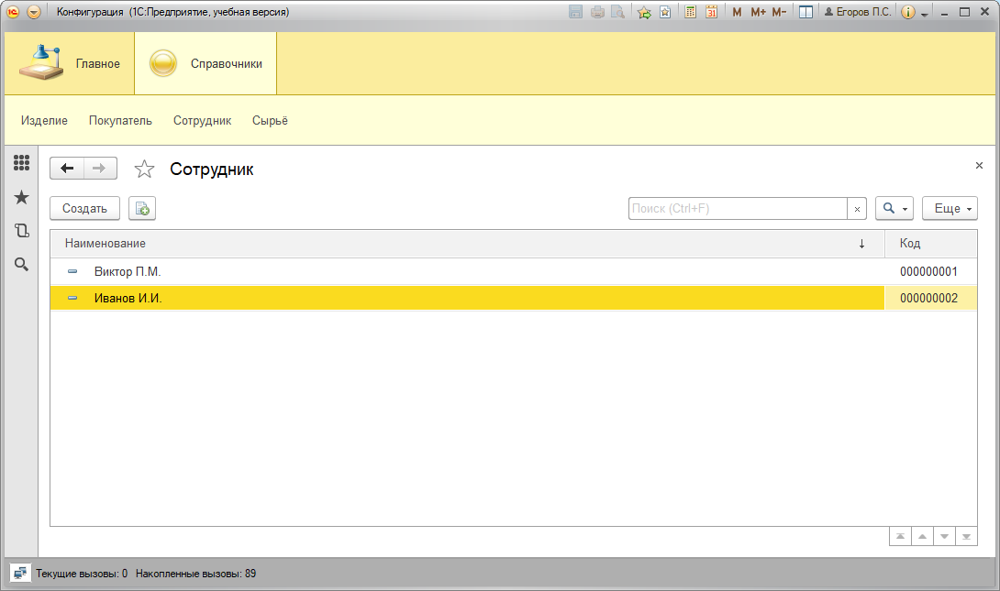 Конфигурация (1С:Предприятие, учебная версия) 31 M M+ M- Егоров П.С.
Главное Справочники
Изделие Покупатель Сотрудник Сырьё
Сотрудник
Создать Поиск (Ctrl+F) Еще
Наименование Код
Виктор П.М. 000000001
Иванов И.И. 000000002
Текущие вызовы: 0 Накопленные вызовы: 89